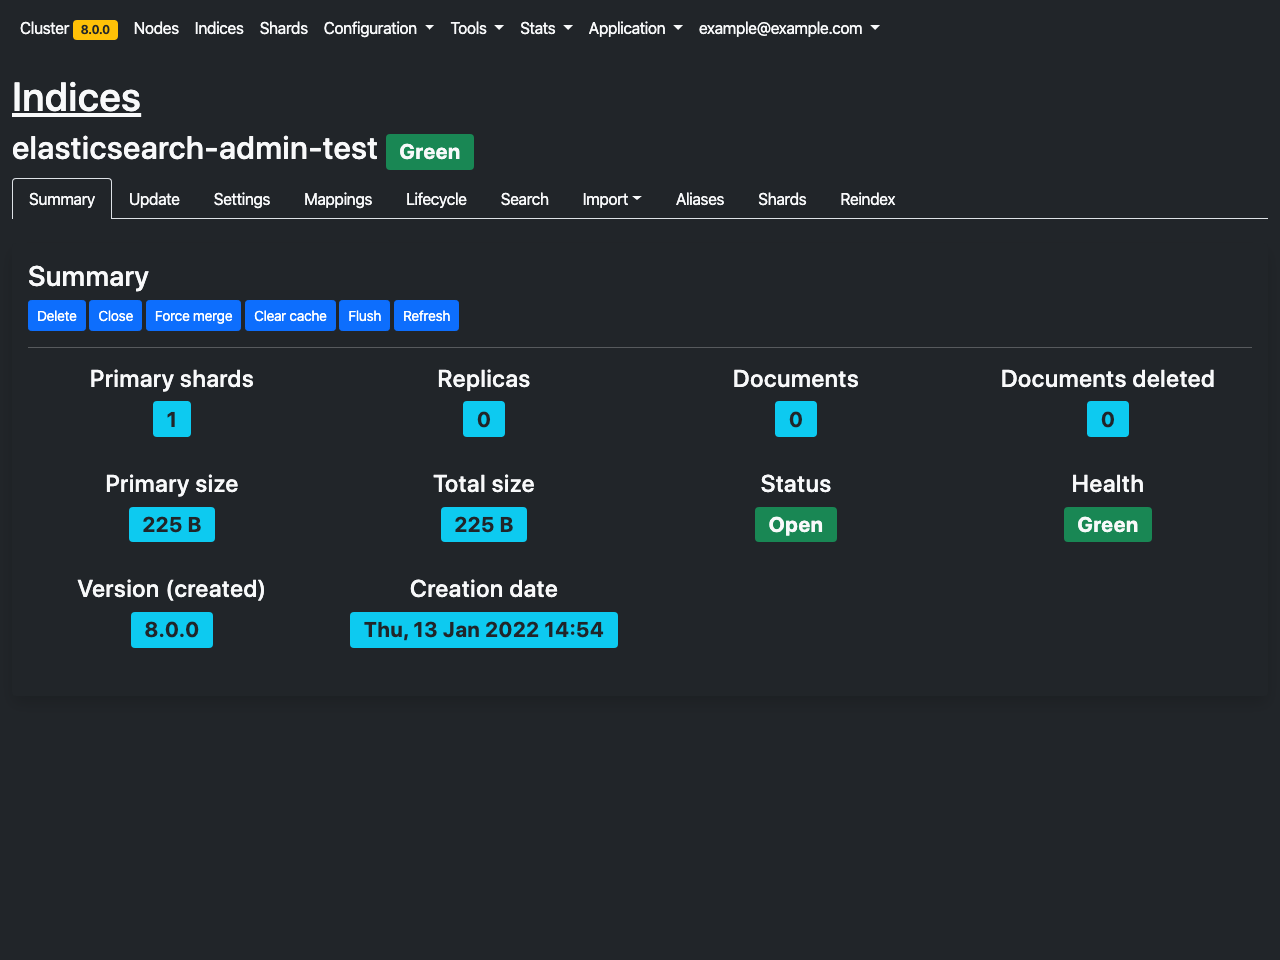 Cluster 8.0.0 Nodes Indices Shards Configuration Tools Stats Application example@example.com
Indices
elasticsearch-admin-test Green
Summary Update Settings Mappings Lifecycle Search Import Aliases Shards Reindex
Summary
Delete Close Force merge Clear cache Flush Refresh
Primary shards Replicas Documents Documents deleted
1 0 0 0
Primary size Total size Status Health
225 B 225 B Open Green
Version (created) Creation date
8.0.0 Thu, 13 Jan 2022 14:54